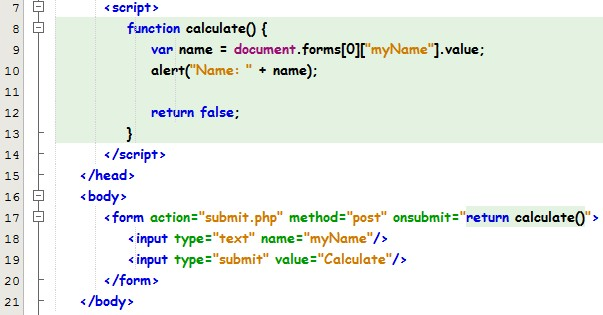 7 <script>
8 function calculate() {
9 var name = document.forms[0]["myName"].value;
10 alert("Name: " + name);
11
12 return false;
13 }
14 </script>
15 </head>
16 <body>
17 <form action="submit.php" method="post" onsubmit="return calculate()">
18 <input type="text" name="myName"/>
19 <input type="submit" value="Calculate"/>
20 </form>
21 </body>